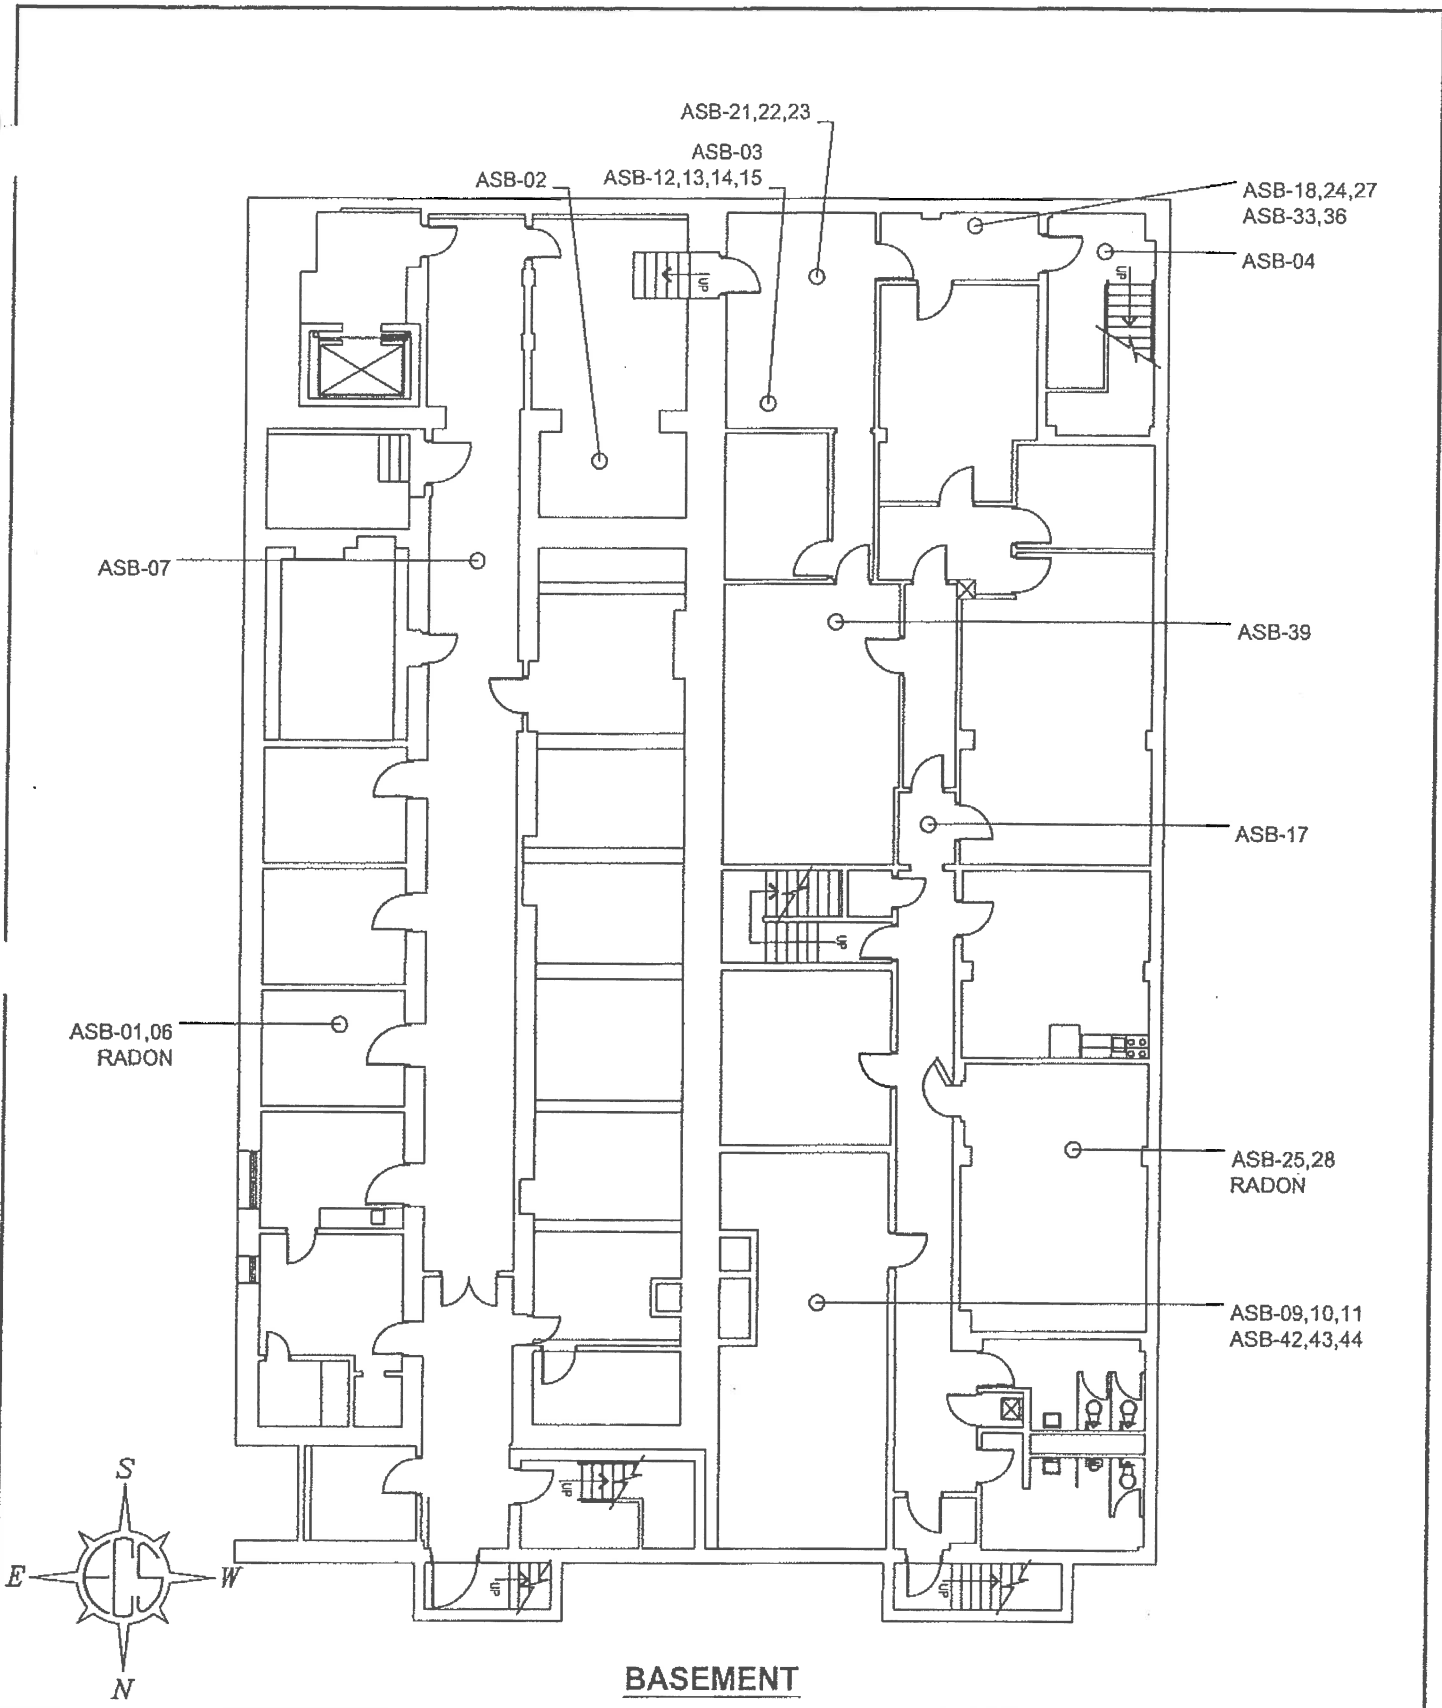 ASB-21,22,23
ASB-03
ASB-12,13,14,15
ASB-02
ASB-18,24,27
ASB-33,36
ASB-04
UP
UP
ASB-07
ASB-39
ASB-17
UP
ASB-01,06
RADON
ASB-25,28
RADON
ASB-09,10,11
ASB-42,43,44
S
E
W
N
UP
UP
UP
BASEMENT